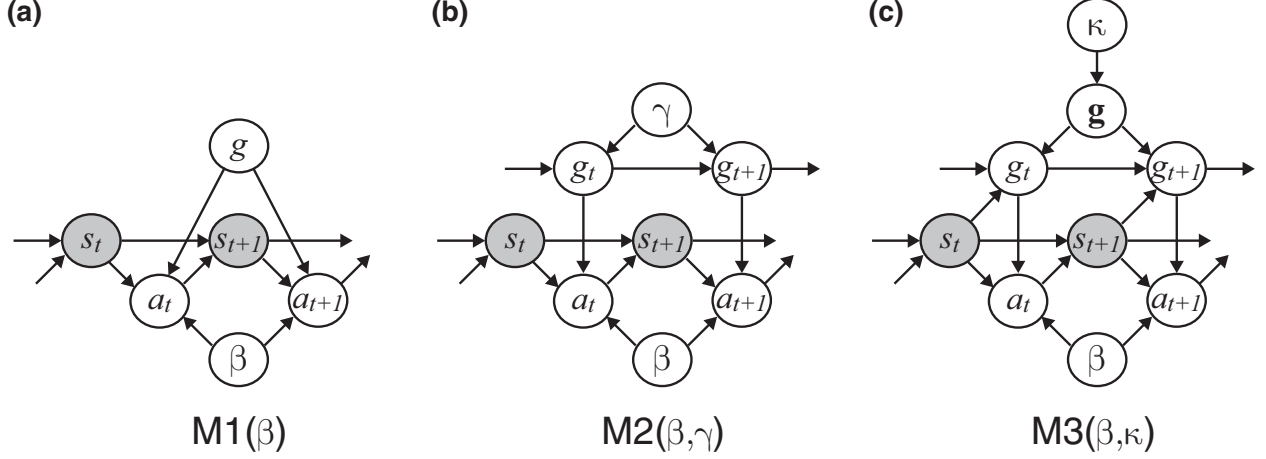 (a)
g
s_t
s_{t+1}
a_t
a_{t+1}
β
M1(β)
(b)
γ
g_t
g_{t+1}
s_t
s_{t+1}
a_t
a_{t+1}
β
M2(β,γ)
(c)
κ
g
g_t
g_{t+1}
s_t
s_{t+1}
a_t
a_{t+1}
β
M3(β,κ)